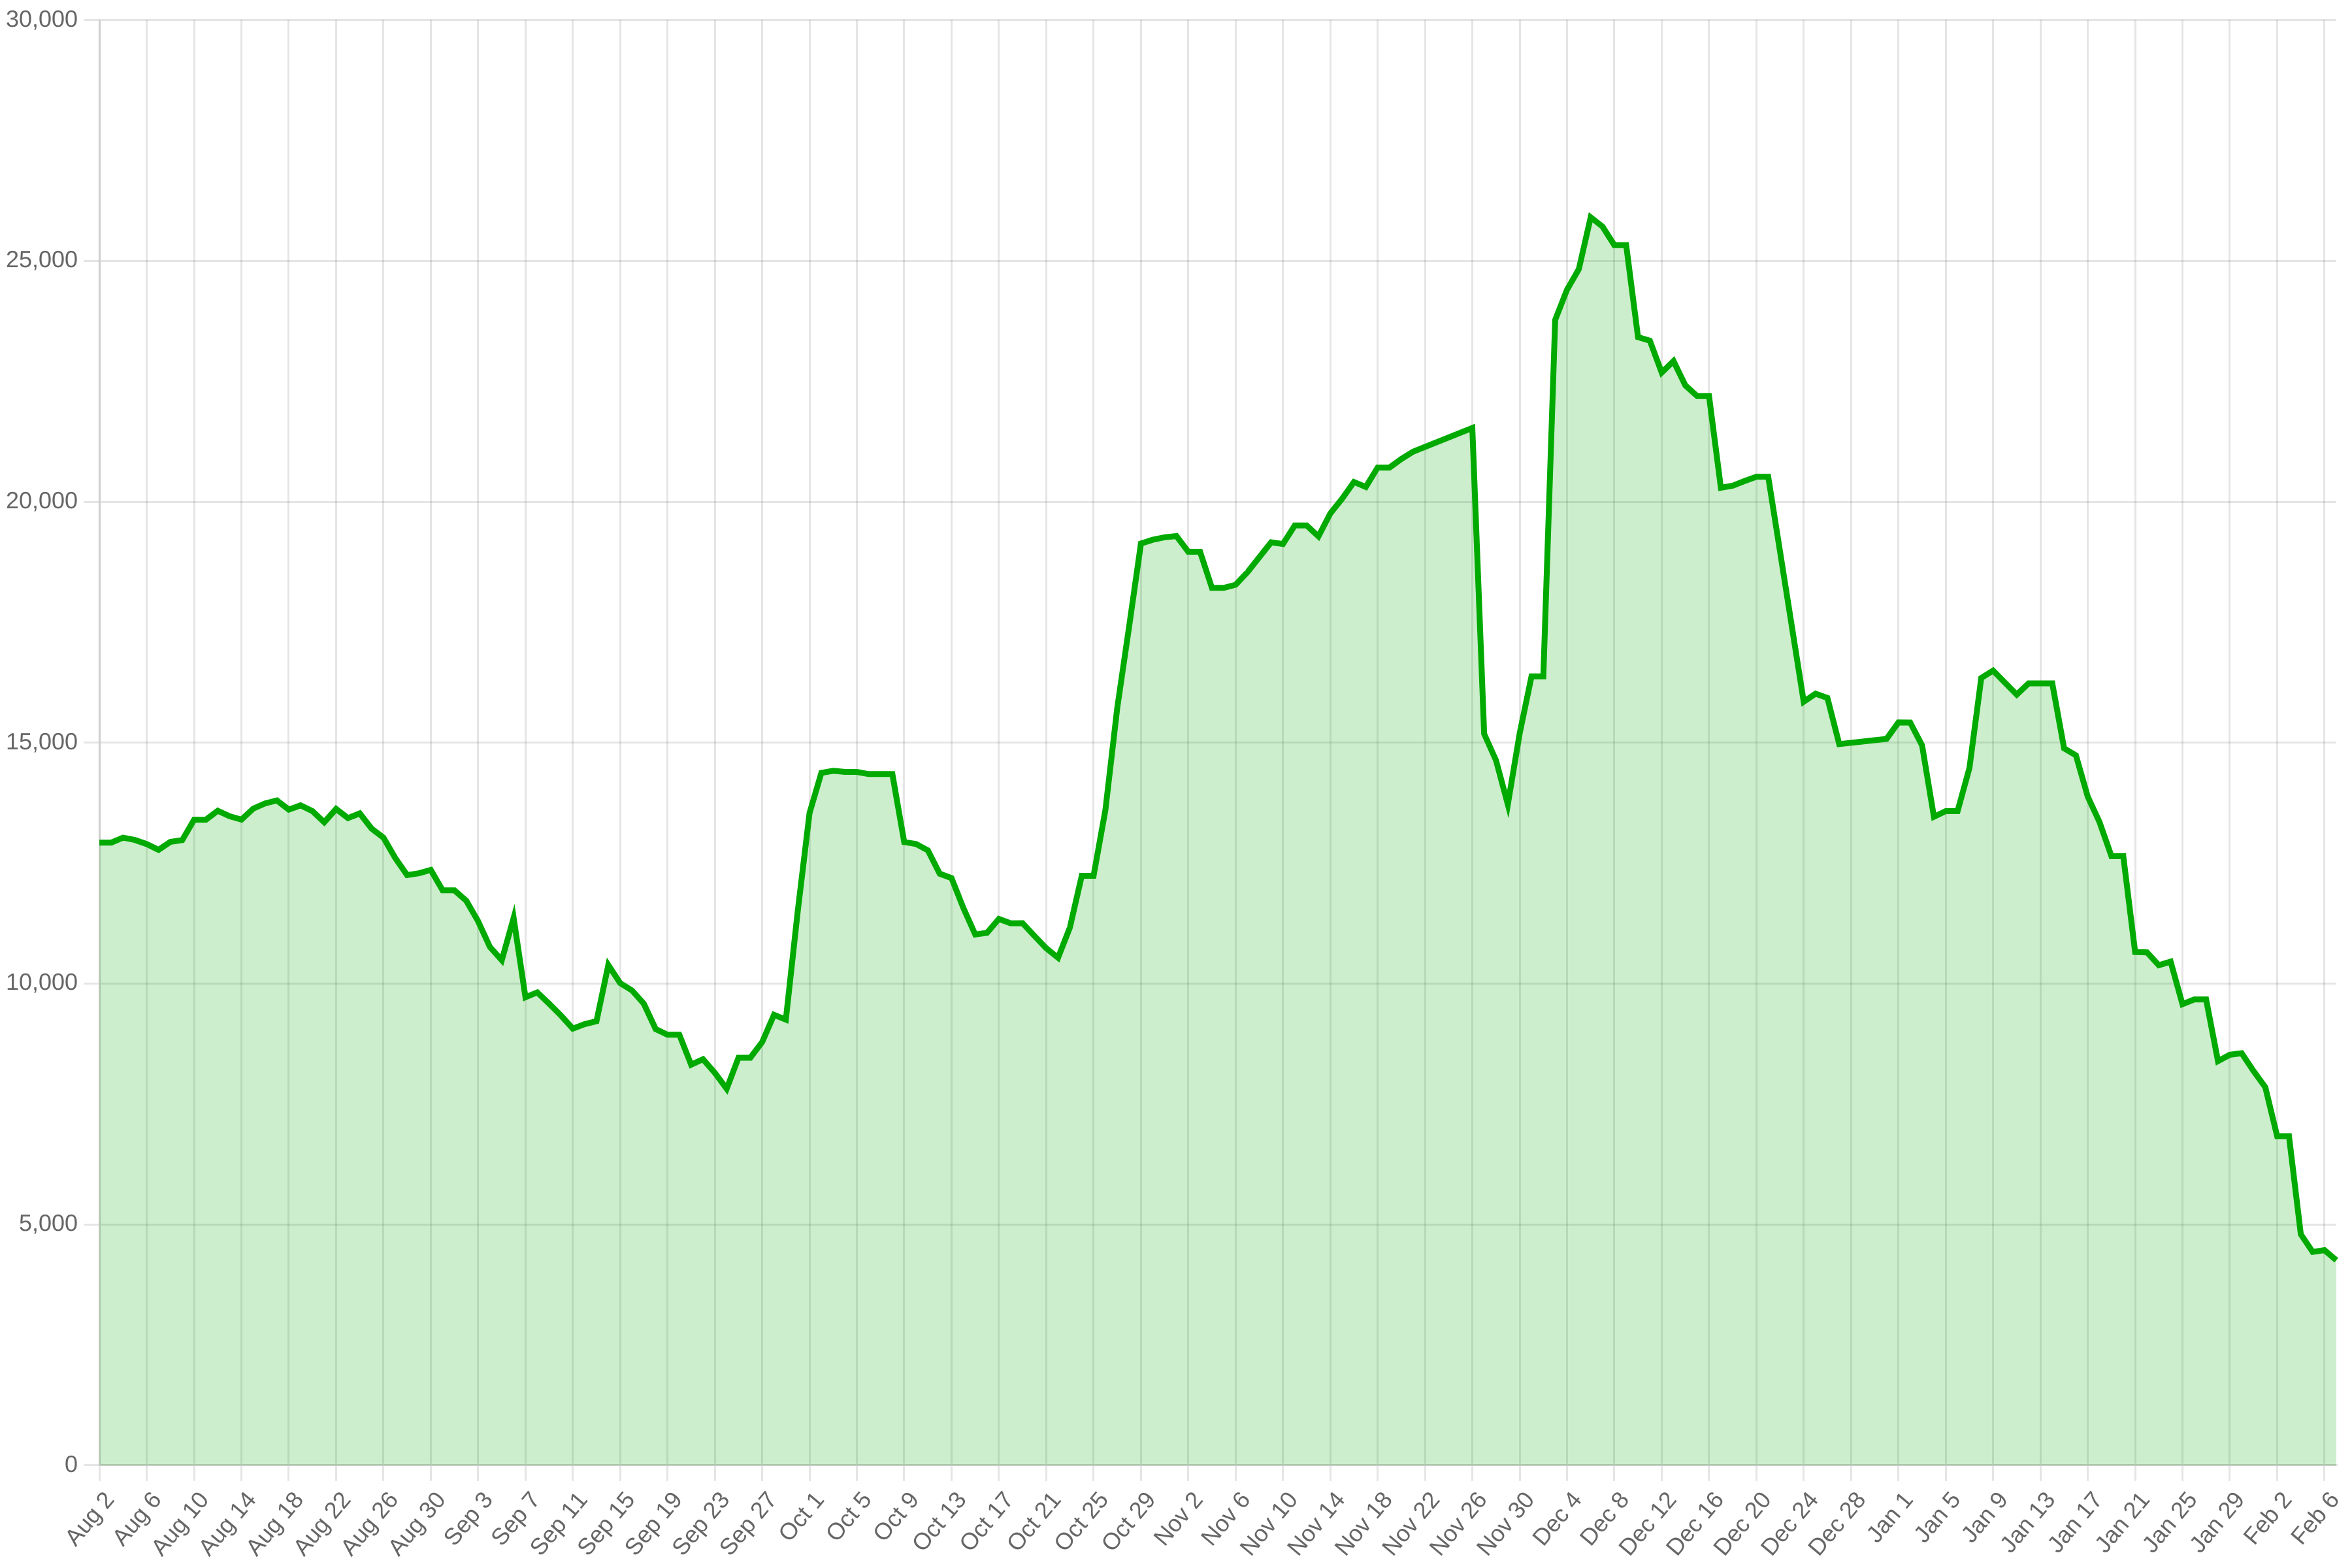 30,000
25,000
20,000
15,000
10,000
5,000
0
Aug 2
Aug 6
Aug 10
Aug 14
Aug 18
Aug 22
Aug 26
Aug 30
Sep 3
Sep 7
Sep 11
Sep 15
Sep 19
Sep 23
Sep 27
Oct 1
Oct 5
Oct 9
Oct 13
Oct 17
Oct 21
Oct 25
Oct 29
Nov 2
Nov 6
Nov 10
Nov 14
Nov 18
Nov 22
Nov 26
Nov 30
Dec 4
Dec 8
Dec 12
Dec 16
Dec 20
Dec 24
Dec 28
Jan 1
Jan 5
Jan 9
Jan 13
Jan 17
Jan 21
Jan 25
Jan 29
Feb 2
Feb 6